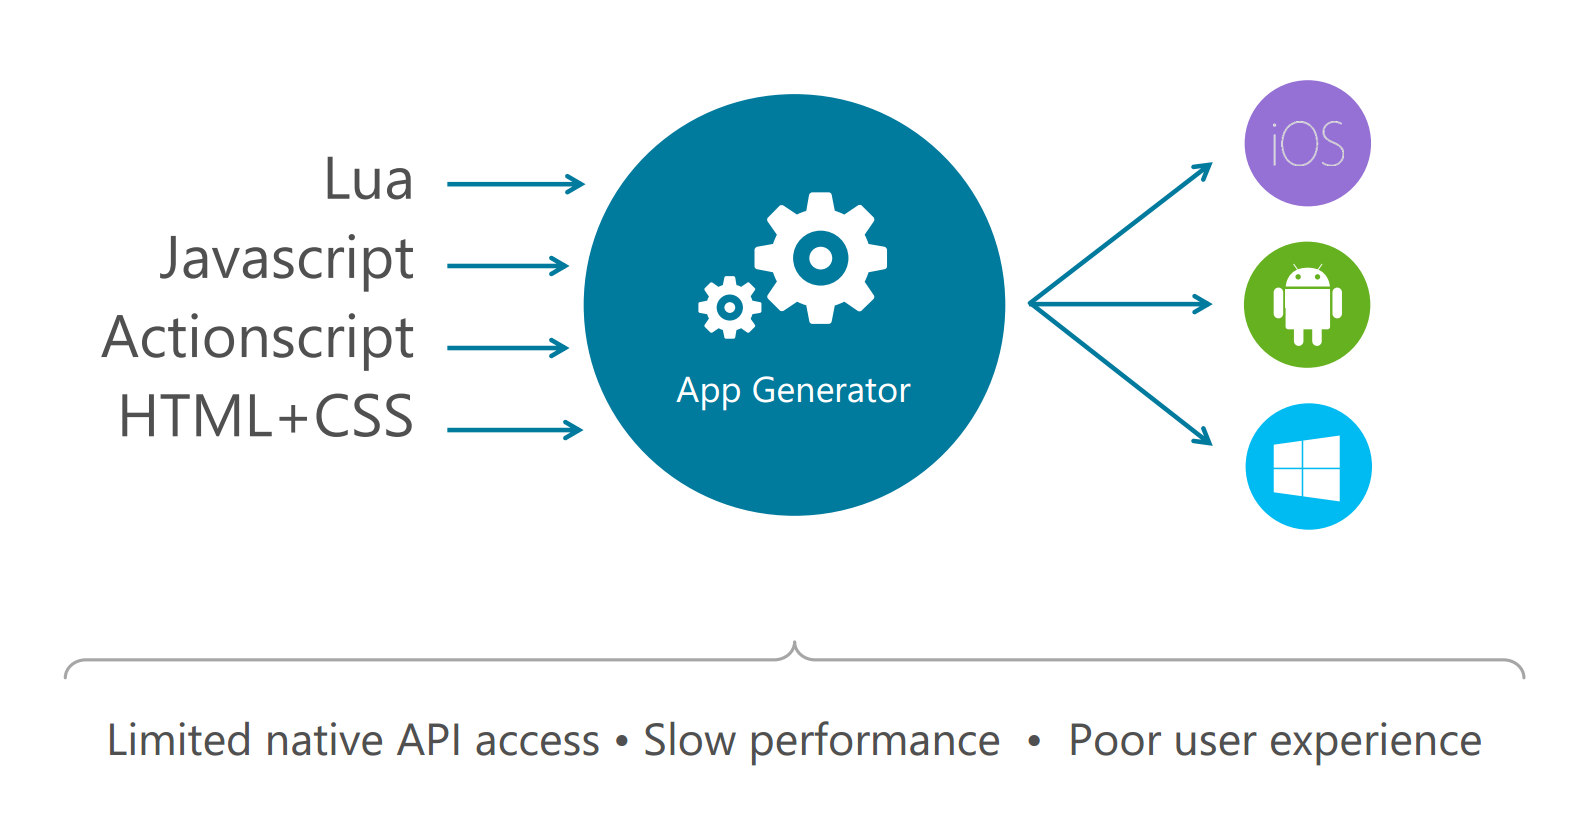 Lua
Javascript
Actionscript
HTML+CSS
App Generator
iOS
Limited native API access • Slow performance • Poor user experience